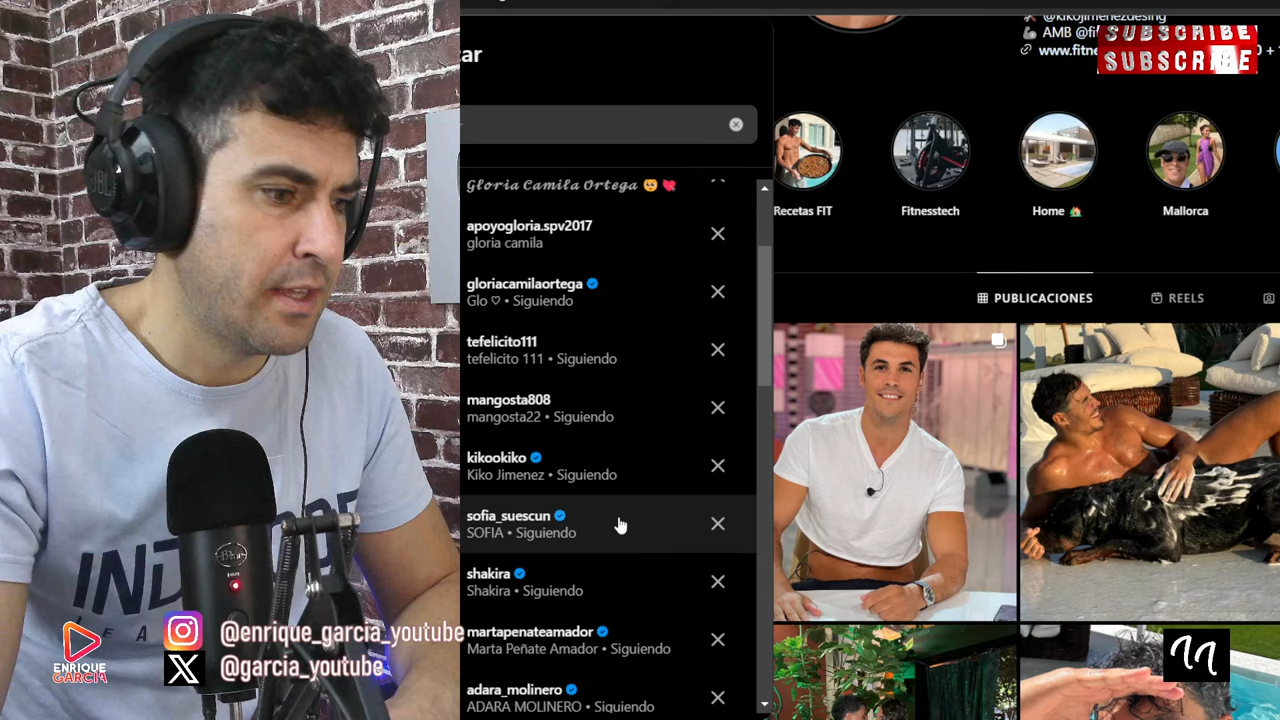 ar
𝓖𝓵𝓸𝓻𝓲𝓪 𝓒𝓪𝓶𝓲𝓵𝓪 𝓞𝓻𝓽𝓮𝓰𝓪 🥺 💘
apoyogloria.spv2017
gloria camila
gloriacamilaortega
Glo ♡ • Siguiendo
tefelicito111
tefelicito 111 • Siguiendo
mangosta808
mangosta22 • Siguiendo
kikookiko
Kiko Jimenez • Siguiendo
sofia_suescun
SOFIA • Siguiendo
shakira
Shakira • Siguiendo
martapenateamador
Marta Peñate Amador • Siguiendo
adara_molinero
ADARA MOLINERO • Siguiendo
@kikojimenezdesing
AMB
www.fitne
SUBSCRIBE
SUBSCRIBE
Recetas FIT
Fitnesstech
Home 🏠
Mallorca
PUBLICACIONES
REELS
JBL
Blue
ENRIQUE
GARCIA
@enrique_garcia_youtube
@garcia_youtube